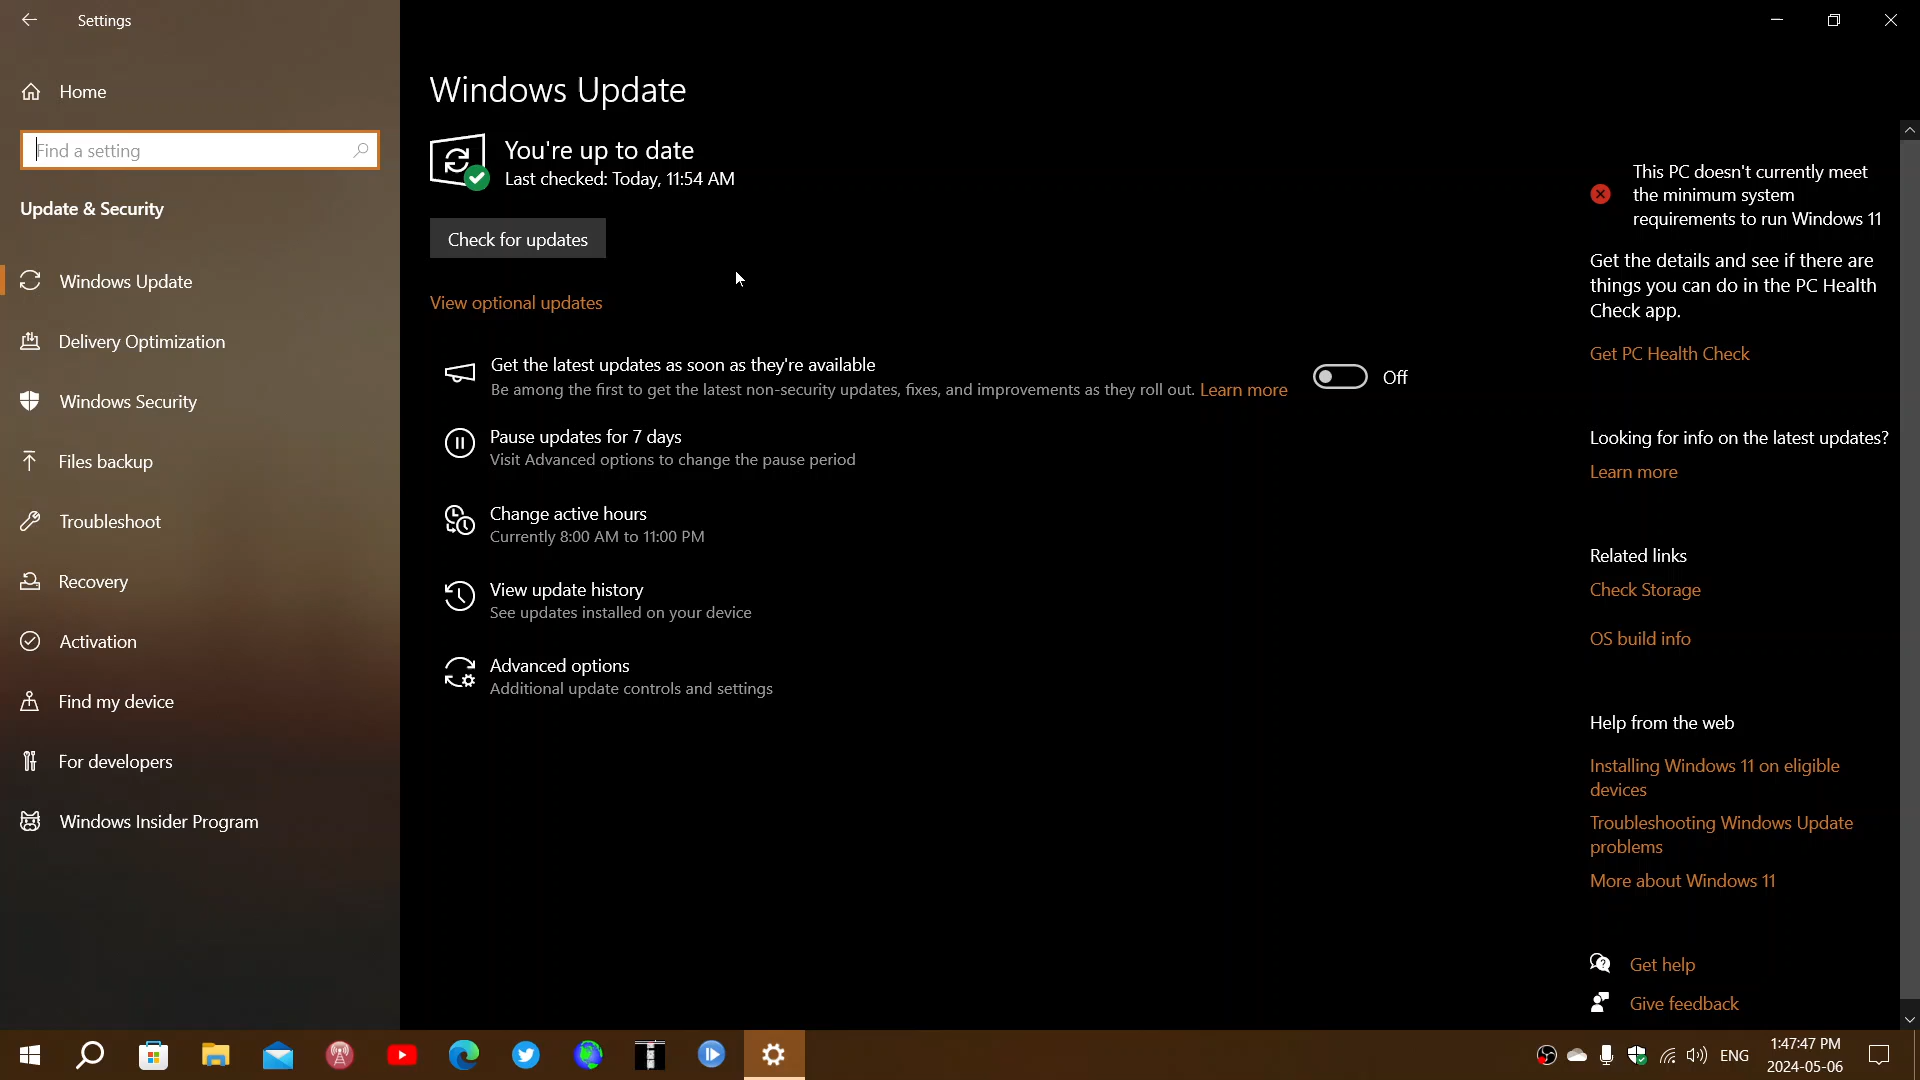 Settings
Home
Find a setting
Update & Security
Windows Update
Delivery Optimization
Windows Security
Files backup
Troubleshoot
Recovery
Activation
Find my device
For developers
Windows Insider Program
Windows Update
You're up to date
Last checked: Today, 11:54 AM
Check for updates
View optional updates
Get the latest updates as soon as they're available
Be among the first to get the latest non-security updates, fixes, and improvements as they roll out. Learn more
Off
Pause updates for 7 days
Visit Advanced options to change the pause period
Change active hours
Currently 8:00 AM to 11:00 PM
View update history
See updates installed on your device
Advanced options
Additional update controls and settings
This PC doesn't currently meet
the minimum system
requirements to run Windows 11
Get the details and see if there are
things you can do in the PC Health
Check app.
Get PC Health Check
Looking for info on the latest updates?
Learn more
Related links
Check Storage
OS build info
Help from the web
Installing Windows 11 on eligible
devices
Troubleshooting Windows Update
problems
More about Windows 11
Get help
Give feedback
ENG
1:47:47 PM
2024-05-06